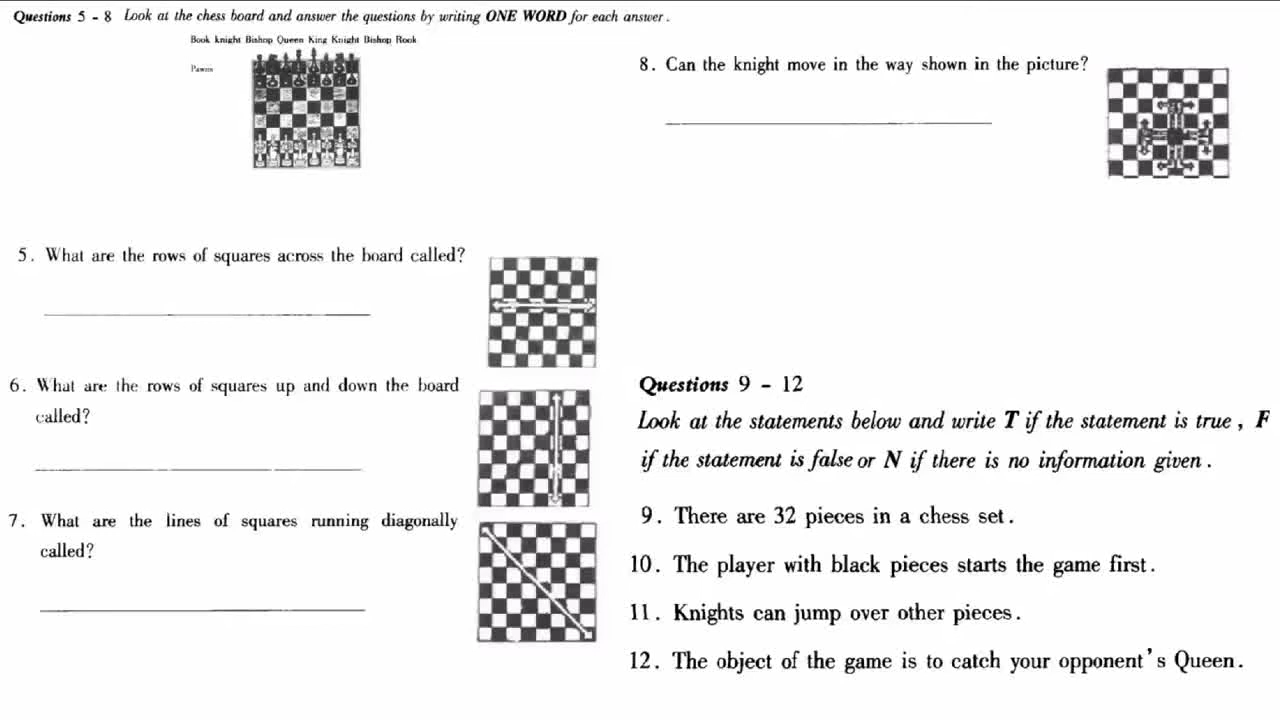 Questions 5 - 8 Look at the chess board and answer the questions by writing ONE WORD for each answer.
Book knight Bishop Queen King Knight Bishop Rook
Pawns
5. What are the rows of squares across the board called?
6. What are the rows of squares up and down the board
called?
7. What are the lines of squares running diagonally
called?
8. Can the knight move in the way shown in the picture?
Questions 9 - 12
Look at the statements below and write T if the statement is true, F
if the statement is false or N if there is no information given.
9. There are 32 pieces in a chess set.
10. The player with black pieces starts the game first.
11. Knights can jump over other pieces.
12. The object of the game is to catch your opponent's Queen.